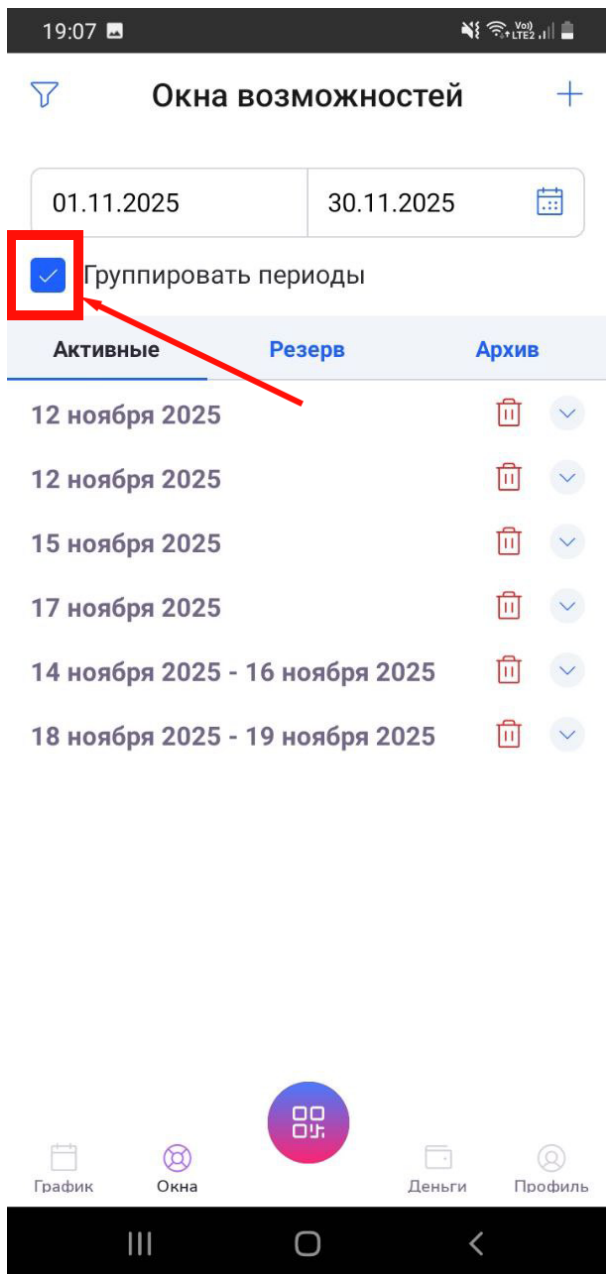 19:07 Vo)) LTE2
Окна возможностей
01.11.2025 30.11.2025
Группировать периоды
Активные Резерв Архив
12 ноября 2025
12 ноября 2025
15 ноября 2025
17 ноября 2025
14 ноября 2025 - 16 ноября 2025
18 ноября 2025 - 19 ноября 2025
График Окна Деньги Профиль